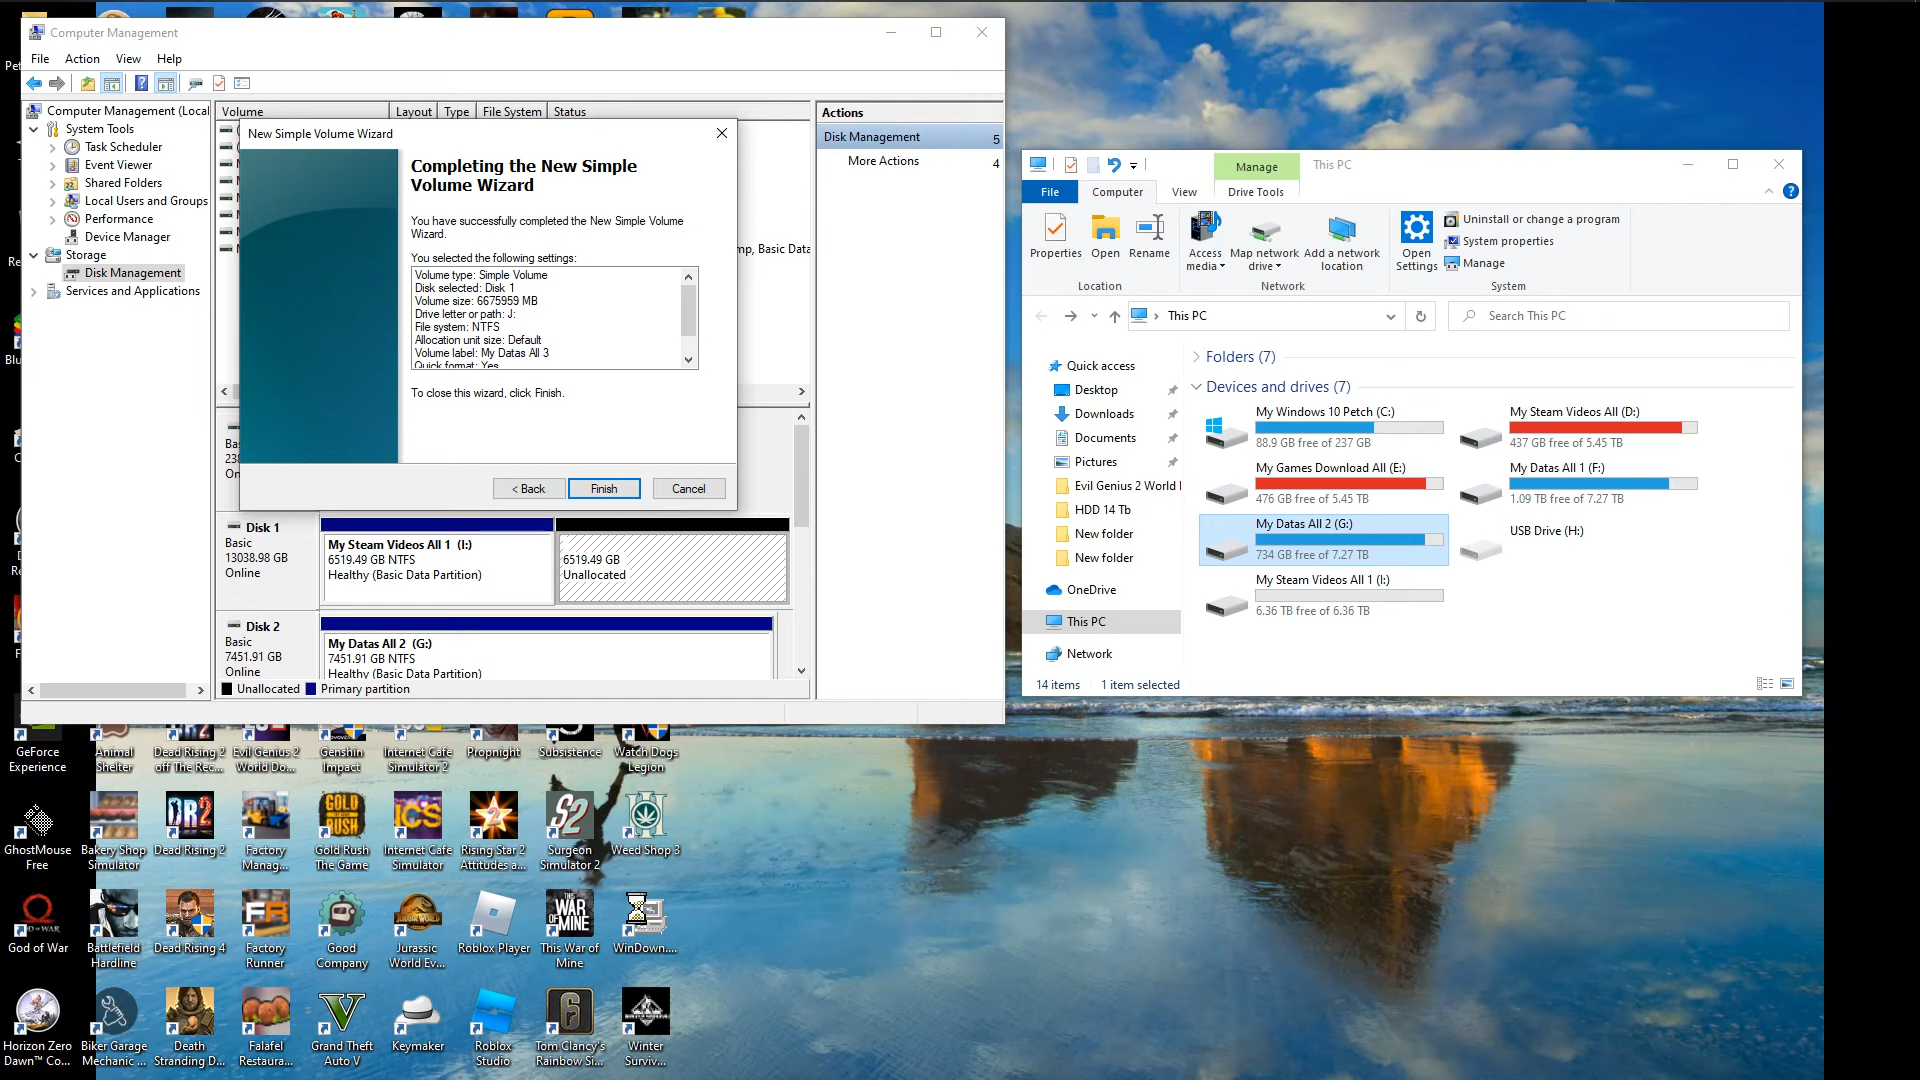 Computer Management
File Action View Help
Computer Management (Local
System Tools
Task Scheduler
Event Viewer
Shared Folders
Local Users and Groups
Performance
Device Manager
Storage
Disk Management
Services and Applications
Volume Layout Type File System Status
mp, Basic Data
New Simple Volume Wizard
Completing the New Simple
Volume Wizard
You have successfully completed the New Simple Volume
Wizard.
You selected the following settings:
Volume type: Simple Volume
Disk selected: Disk 1
Volume size: 6675959 MB
Drive letter or path: J:
File system: NTFS
Allocation unit size: Default
Volume label: My Datas All 3
Quick format: Yes
To close this wizard, click Finish.
< Back Finish Cancel
Bas
238
On
Disk 1
Basic
13038.98 GB
Online
My Steam Videos All 1 (I:)
6519.49 GB NTFS
Healthy (Basic Data Partition)
6519.49 GB
Unallocated
Disk 2
Basic
7451.91 GB
Online
My Datas All 2 (G:)
7451.91 GB NTFS
Healthy (Basic Data Partition)
Unallocated Primary partition
Actions
Disk Management
More Actions
Manage This PC
File Computer View Drive Tools
Properties
Open
Rename
Access
media
Map network
drive
Add a network
location
Open
Settings
Uninstall or change a program
System properties
Manage
Location Network System
This PC Search This PC
Quick access
Desktop
Downloads
Documents
Pictures
Evil Genius 2 World
HDD 14 Tb
New folder
New folder
OneDrive
This PC
Network
Folders (7)
Devices and drives (7)
My Windows 10 Petch (C:)
88.9 GB free of 237 GB
My Steam Videos All (D:)
437 GB free of 5.45 TB
My Games Download All (E:)
476 GB free of 5.45 TB
My Datas All 1 (F:)
1.09 TB free of 7.27 TB
My Datas All 2 (G:)
734 GB free of 7.27 TB
USB Drive (H:)
My Steam Videos All 1 (I:)
6.36 TB free of 6.36 TB
14 items 1 item selected
GeForce
Experience
Animal
Shelter
Dead Rising 2
off The Rec...
Evil Genius 2
World Do...
Genshin
Impact
Internet Cafe
Simulator 2
Propnight
Subsistence
Watch Dogs
Legion
GhostMouse
Free
Bakery Shop
Simulator
Dead Rising 2
Factory
Manag...
Gold Rush
The Game
Internet Cafe
Simulator
Rising Star 2
Attitudes a...
Surgeon
Simulator 2
Weed Shop 3
God of War
Battlefield
Hardline
Dead Rising 4
Factory
Runner
Good
Company
Jurassic
World Ev...
Roblox Player
This War of
Mine
WinDown....
Horizon Zero
Dawn™ Co...
Biker Garage
Mechanic ...
Death
Stranding D...
Falafel
Restaura...
Grand Theft
Auto V
Keymaker
Roblox
Studio
Tom Clancy's
Rainbow Si...
Winter
Surviv...